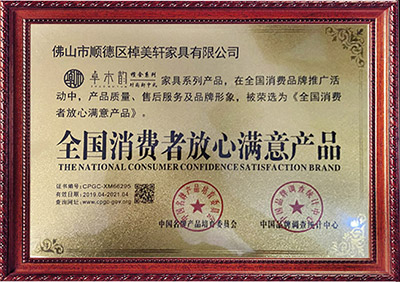 佛山市顺德区棹美轩家具有限公司
卓木韵 家具系列产品，在全国消费品牌推广活
动中，产品质量、售后服务及品牌形象，被荣选为《全国消费
者放心满意产品》。
全国消费者放心满意产品
THE NATIONAL CONSUMER CONFIDENCE SATISFACTION BRAND
证书编号：CPGC-XM66295
有效日期：2019.04-2021.04
查询网址：www.cpgc-gov.org
中国名牌产品培育委员会
中国品牌调查统计中心